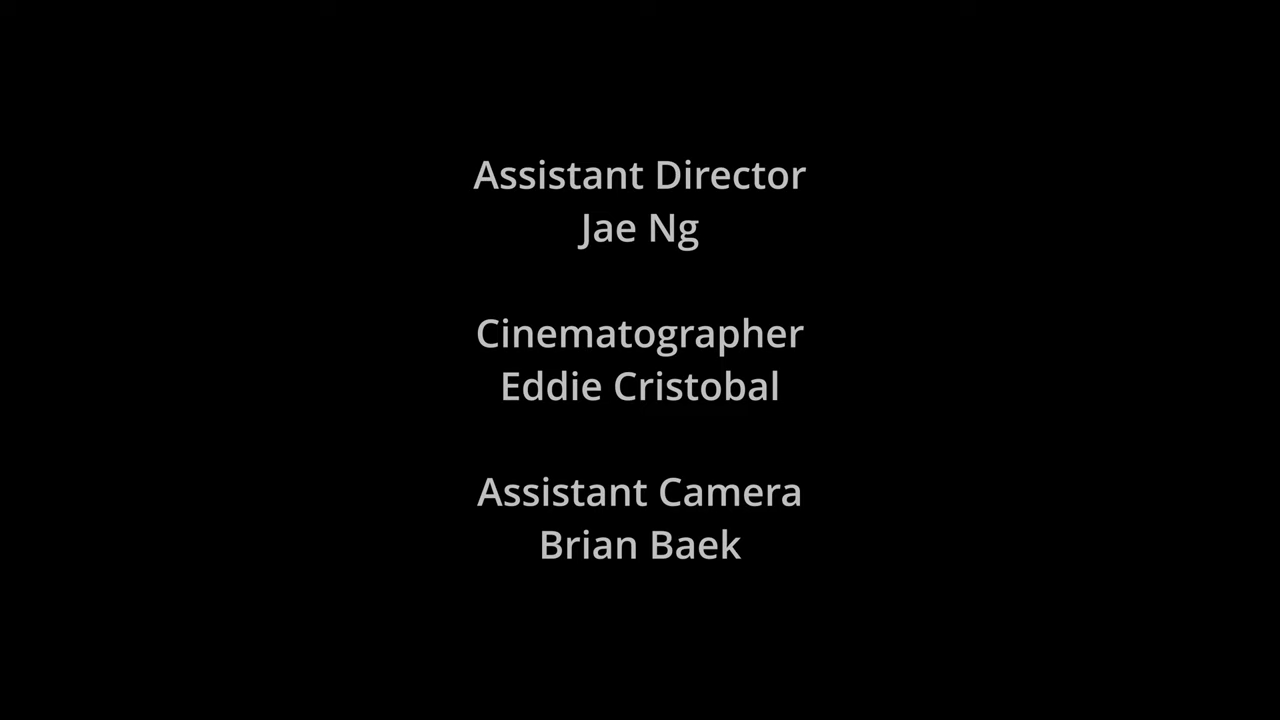 Assistant Director
Jae Ng
Cinematographer
Eddie Cristobal
Assistant Camera
Brian Baek